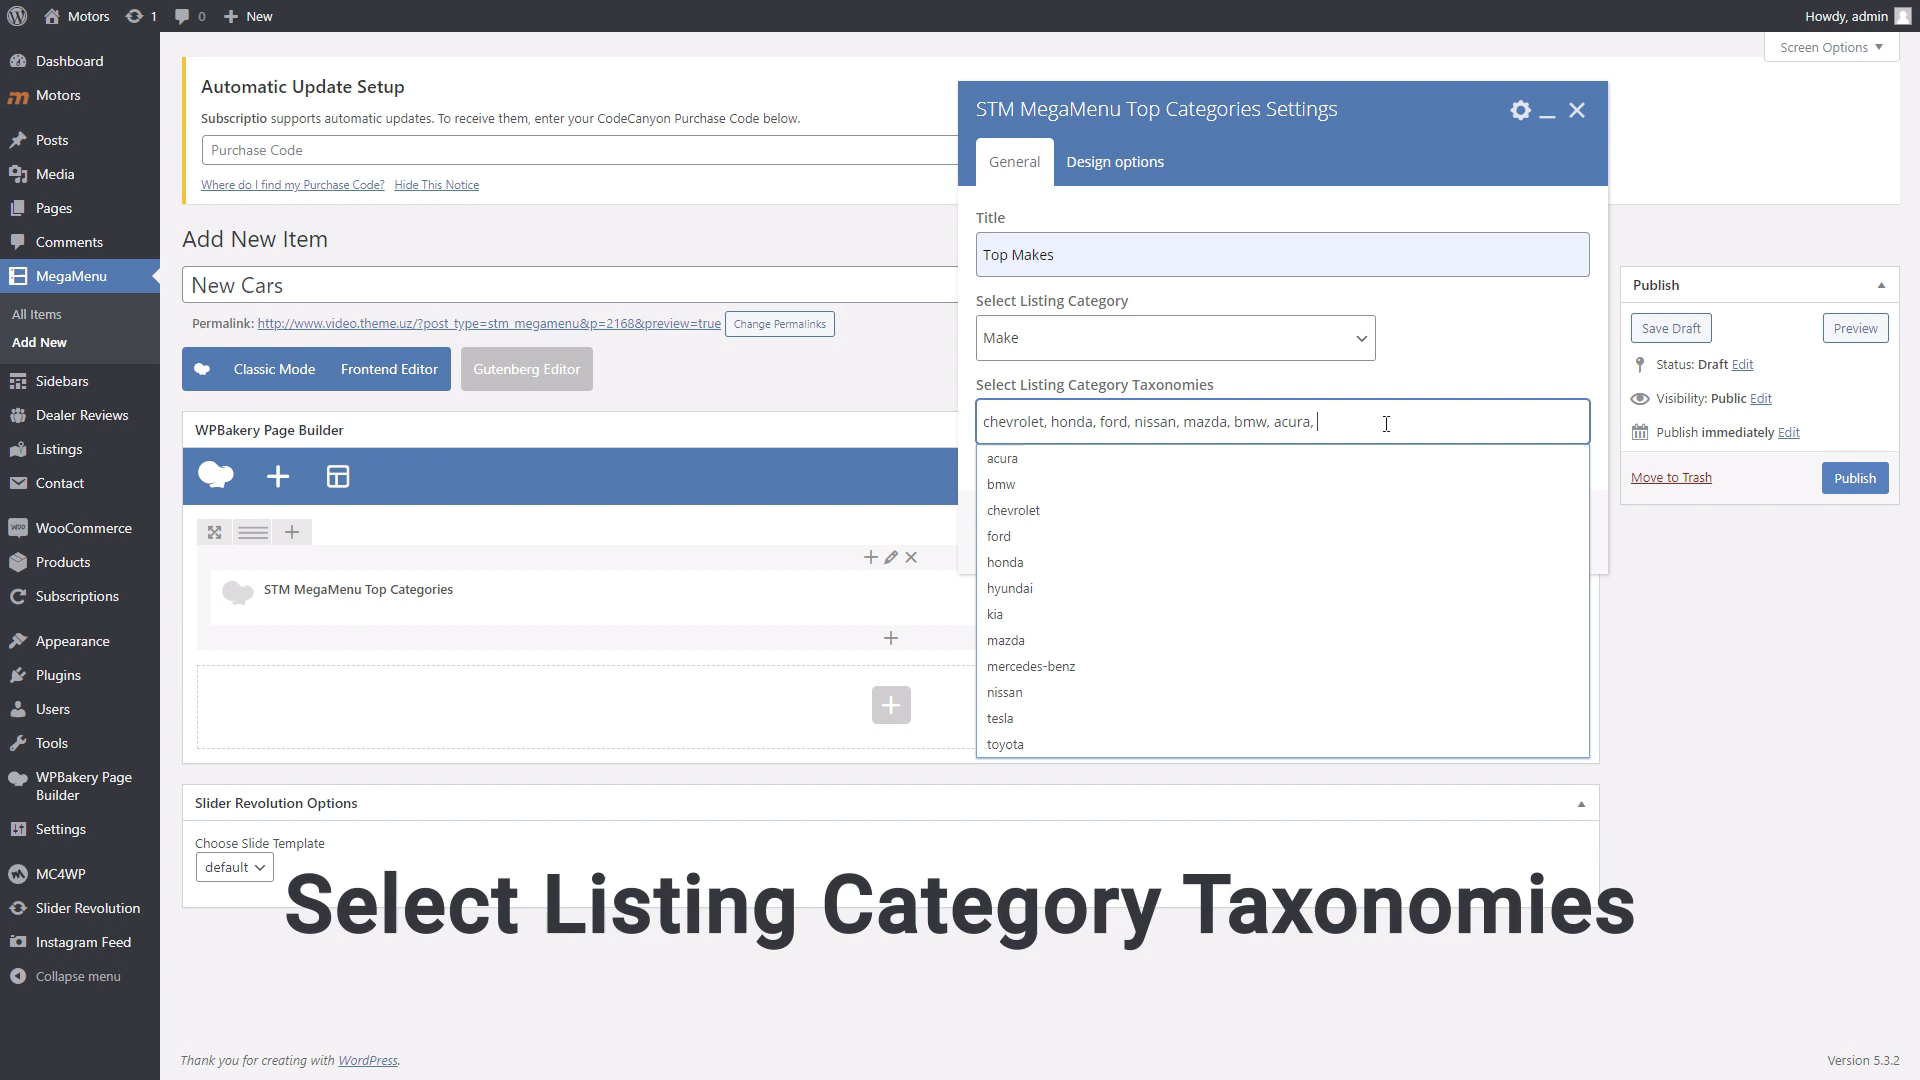 Motors
1
0
New
Howdy, admin
Screen Options
Dashboard
Motors
Posts
Media
Pages
Comments
MegaMenu
All Items
Add New
Sidebars
Dealer Reviews
Listings
Contact
WooCommerce
Products
Subscriptions
Appearance
Plugins
Users
Tools
WPBakery Page
Builder
Settings
MC4WP
Slider Revolution
Instagram Feed
Collapse menu
Automatic Update Setup
Subscriptio supports automatic updates. To receive them, enter your CodeCanyon Purchase Code below.
Purchase Code
Where do I find my Purchase Code? Hide This Notice
Add New Item
New Cars
Permalink: http://www.video.theme.uz/?post_type=stm_megamenu&p=2168&preview=true Change Permalinks
Classic Mode Frontend Editor Gutenberg Editor
WPBakery Page Builder
STM MegaMenu Top Categories
Slider Revolution Options
Choose Slide Template
default
STM MegaMenu Top Categories Settings
General Design options
Title
Top Makes
Select Listing Category
Make
Select Listing Category Taxonomies
chevrolet, honda, ford, nissan, mazda, bmw, acura,
acura
bmw
chevrolet
ford
honda
hyundai
kia
mazda
mercedes-benz
nissan
tesla
toyota
Publish
Save Draft Preview
Status: Draft Edit
Visibility: Public Edit
Publish immediately Edit
Move to Trash Publish
Select Listing Category Taxonomies
Thank you for creating with WordPress.
Version 5.3.2